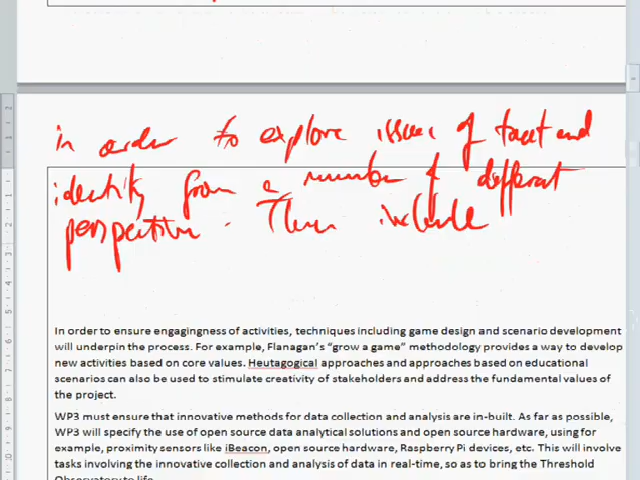 in order to explore issues of trust and
identity from a number of different
perspectives. These include
In order to ensure engagingness of activities, techniques including game design and scenario development
will underpin the process. For example, Flanagan's “grow a game” methodology provides a way to develop
new activities based on core values. Heutagogical approaches and approaches based on educational
scenarios can also be used to stimulate creativity of stakeholders and address the fundamental values of
the project.
WP3 must ensure that innovative methods for data collection and analysis are in-built. As far as possible,
WP3 will specify the use of open source data analytical solutions and open source hardware, using for
example, proximity sensors like iBeacon, open source hardware, Raspberry Pi devices, etc. This will involve
tasks involving the innovative collection and analysis of data in real-time, so as to bring the Threshold
Observatory to life